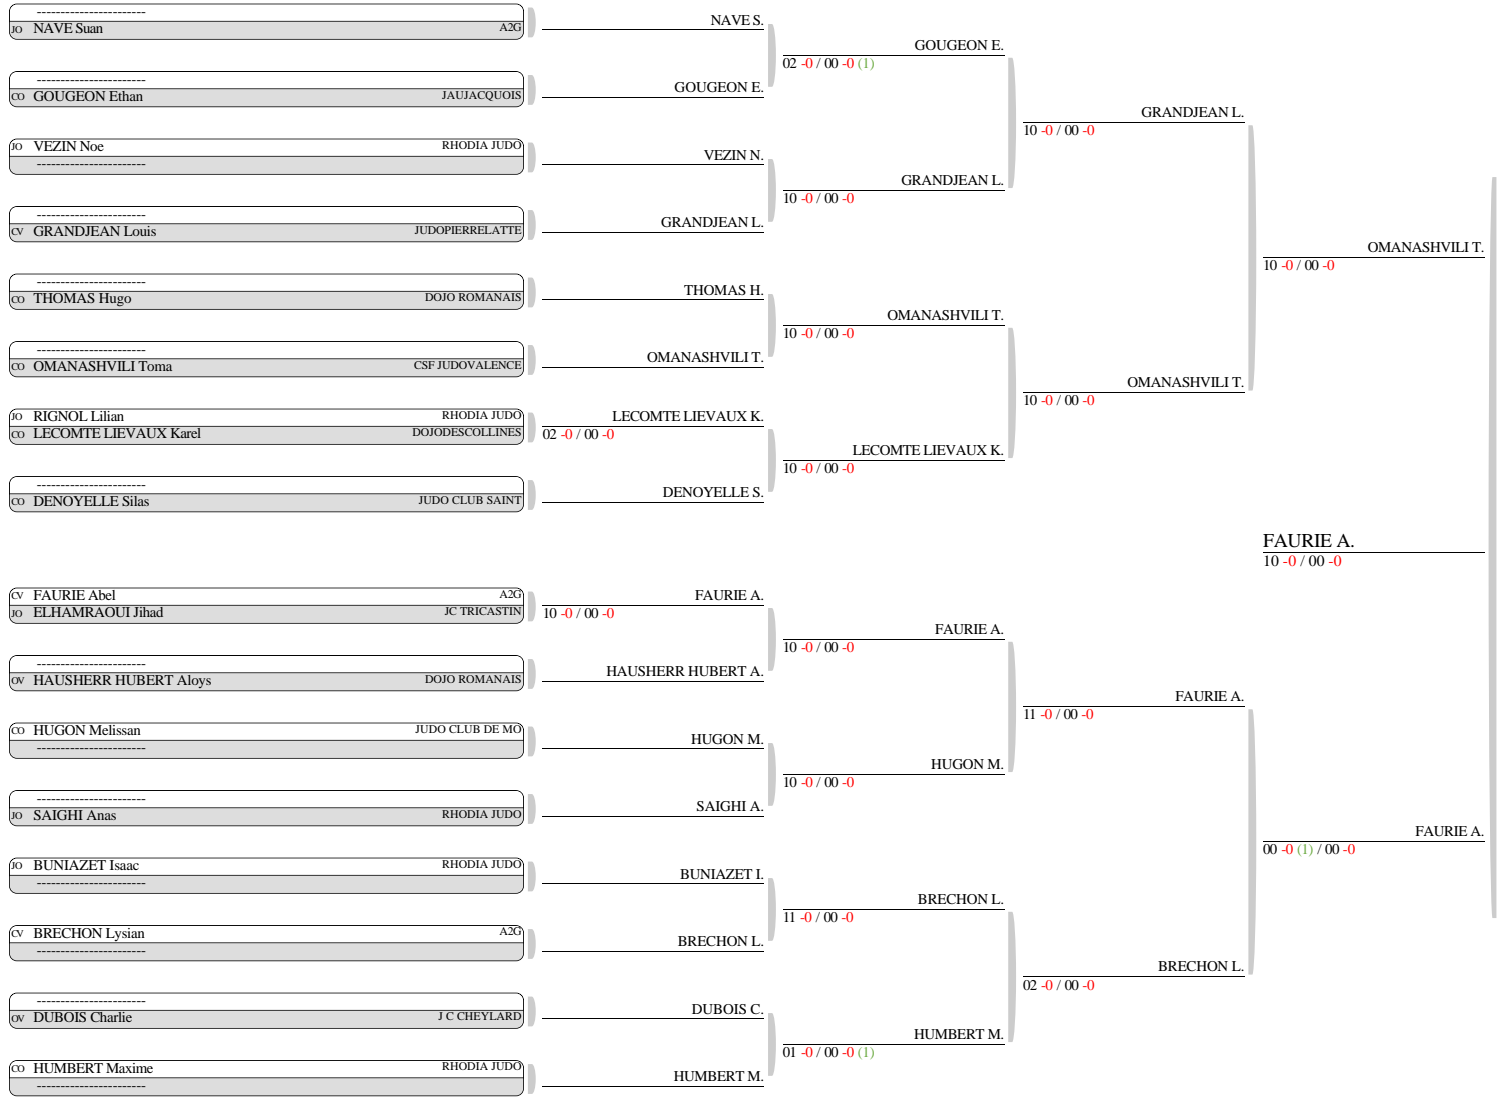 -----------------------
JO NAVE Suan A2G
-----------------------
CO GOUGEON Ethan JAUJACQUOIS
JO VEZIN Noe RHODIA JUDO
-----------------------
-----------------------
CV GRANDJEAN Louis JUDOPIERRELATTE
-----------------------
CO THOMAS Hugo DOJO ROMANAIS
-----------------------
CO OMANASHVILI Toma CSF JUDOVALENCE
JO RIGNOL Lilian RHODIA JUDO
CO LECOMTE LIEVAUX Karel DOJODESCOLLINES
-----------------------
CO DENOYELLE Silas JUDO CLUB SAINT
CV FAURIE Abel A2G
JO ELHAMRAOUI Jihad JC TRICASTIN
-----------------------
OV HAUSHERR HUBERT Aloys DOJO ROMANAIS
CO HUGON Melissan JUDO CLUB DE MO
-----------------------
-----------------------
JO SAIGHI Anas RHODIA JUDO
JO BUNIAZET Isaac RHODIA JUDO
-----------------------
CV BRECHON Lysian A2G
-----------------------
-----------------------
OV DUBOIS Charlie J C CHEYLARD
CO HUMBERT Maxime RHODIA JUDO
-----------------------
NAVE S.
GOUGEON E.
VEZIN N.
GRANDJEAN L.
THOMAS H.
OMANASHVILI T.
LECOMTE LIEVAUX K.
02 -0 / 00 -0
DENOYELLE S.
FAURIE A.
10 -0 / 00 -0
HAUSHERR HUBERT A.
HUGON M.
SAIGHI A.
BUNIAZET I.
BRECHON L.
DUBOIS C.
HUMBERT M.
GOUGEON E.
02 -0 / 00 -0 (1)
GRANDJEAN L.
10 -0 / 00 -0
OMANASHVILI T.
10 -0 / 00 -0
LECOMTE LIEVAUX K.
10 -0 / 00 -0
FAURIE A.
10 -0 / 00 -0
HUGON M.
10 -0 / 00 -0
BRECHON L.
11 -0 / 00 -0
HUMBERT M.
01 -0 / 00 -0 (1)
GRANDJEAN L.
10 -0 / 00 -0
OMANASHVILI T.
10 -0 / 00 -0
FAURIE A.
11 -0 / 00 -0
BRECHON L.
02 -0 / 00 -0
OMANASHVILI T.
10 -0 / 00 -0
FAURIE A.
10 -0 / 00 -0
FAURIE A.
00 -0 (1) / 00 -0